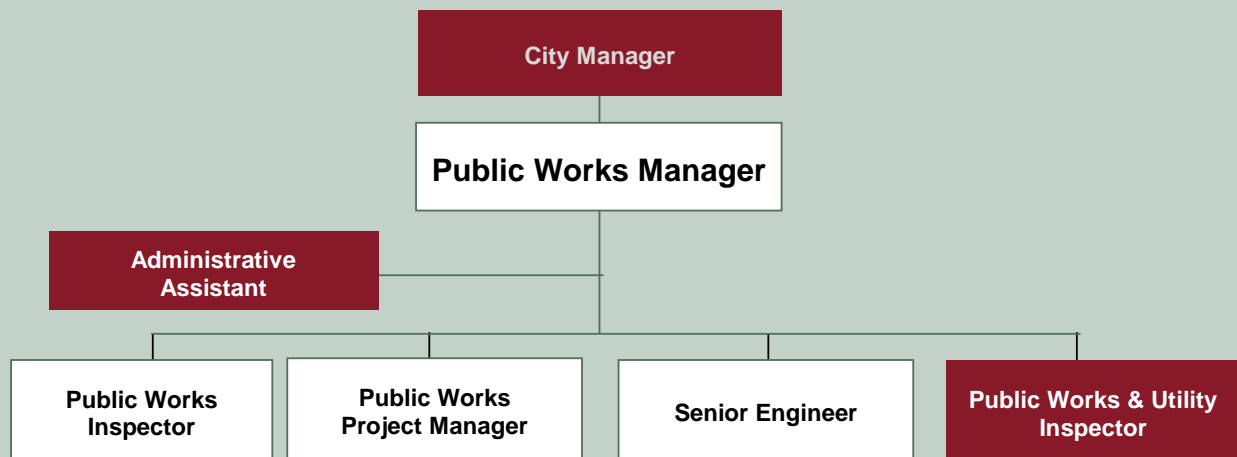 City Manager
Public Works Manager
Administrative
Assistant
Public Works
Inspector
Public Works
Project Manager
Senior Engineer
Public Works & Utility
Inspector